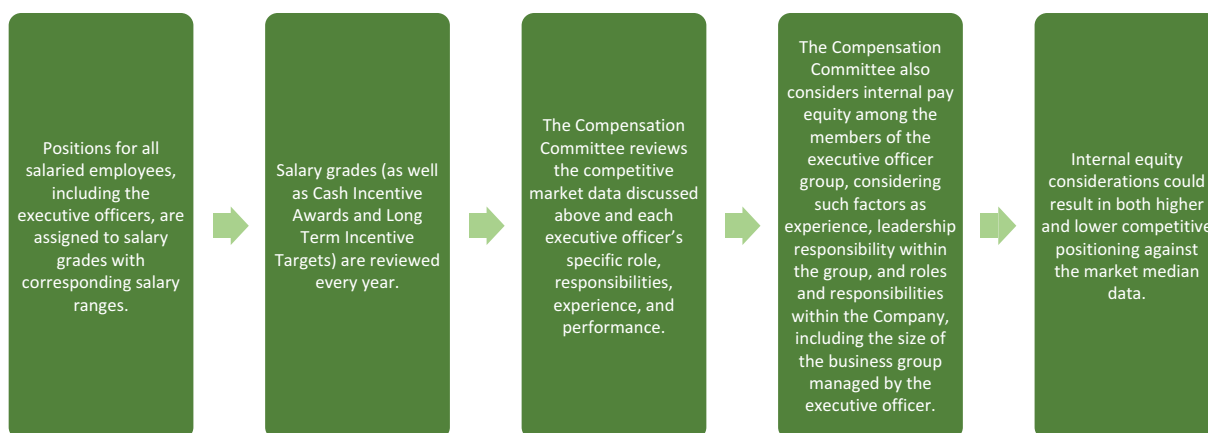 Positions for all
salaried employees,
including the
executive officers, are
assigned to salary
grades with
corresponding salary
ranges.
Salary grades (as well
as Cash Incentive
Awards and Long
Term Incentive
Targets) are reviewed
every year.
The Compensation
Committee reviews
the competitive
market data discussed
above and each
executive officer’s
specific role,
responsibilities,
experience, and
performance.
The Compensation
Committee also
considers internal pay
equity among the
members of the
executive officer
group, considering
such factors as
experience, leadership
responsibility within
the group, and roles
and responsibilities
within the Company,
including the size of
the business group
managed by the
executive officer.
Internal equity
considerations could
result in both higher
and lower competitive
positioning against
the market median
data.